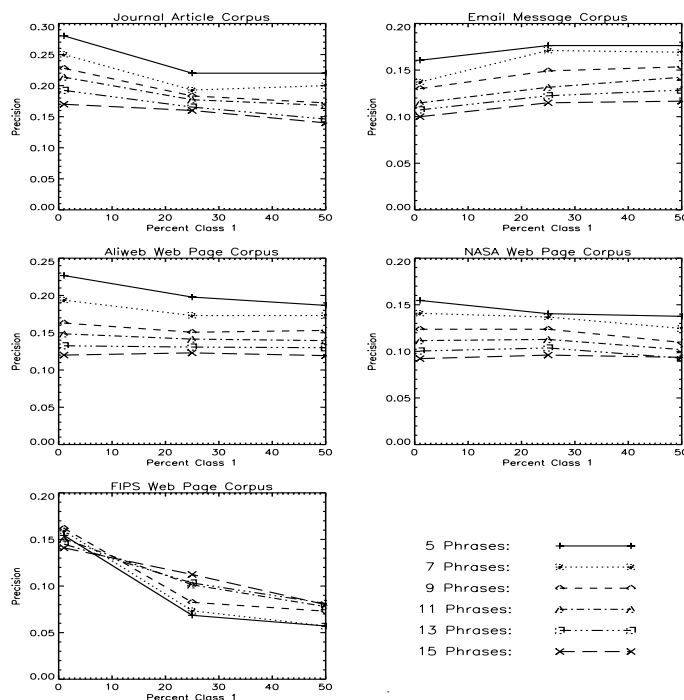 Journal Article Corpus
0.30
0.25
0.20
0.15
0.10
0.05
0.00
Precision
0 10 20 30 40 50
Percent Class 1
Email Message Corpus
0.20
0.15
0.10
0.05
0.00
Precision
0 10 20 30 40 50
Percent Class 1
Aliweb Web Page Corpus
0.25
0.20
0.15
0.10
0.05
0.00
Precision
0 10 20 30 40 50
Percent Class 1
NASA Web Page Corpus
0.20
0.15
0.10
0.05
0.00
Precision
0 10 20 30 40 50
Percent Class 1
FIPS Web Page Corpus
0.20
0.15
0.10
0.05
0.00
Precision
0 10 20 30 40 50
Percent Class 1
5 Phrases:
7 Phrases:
9 Phrases:
11 Phrases:
13 Phrases:
15 Phrases: